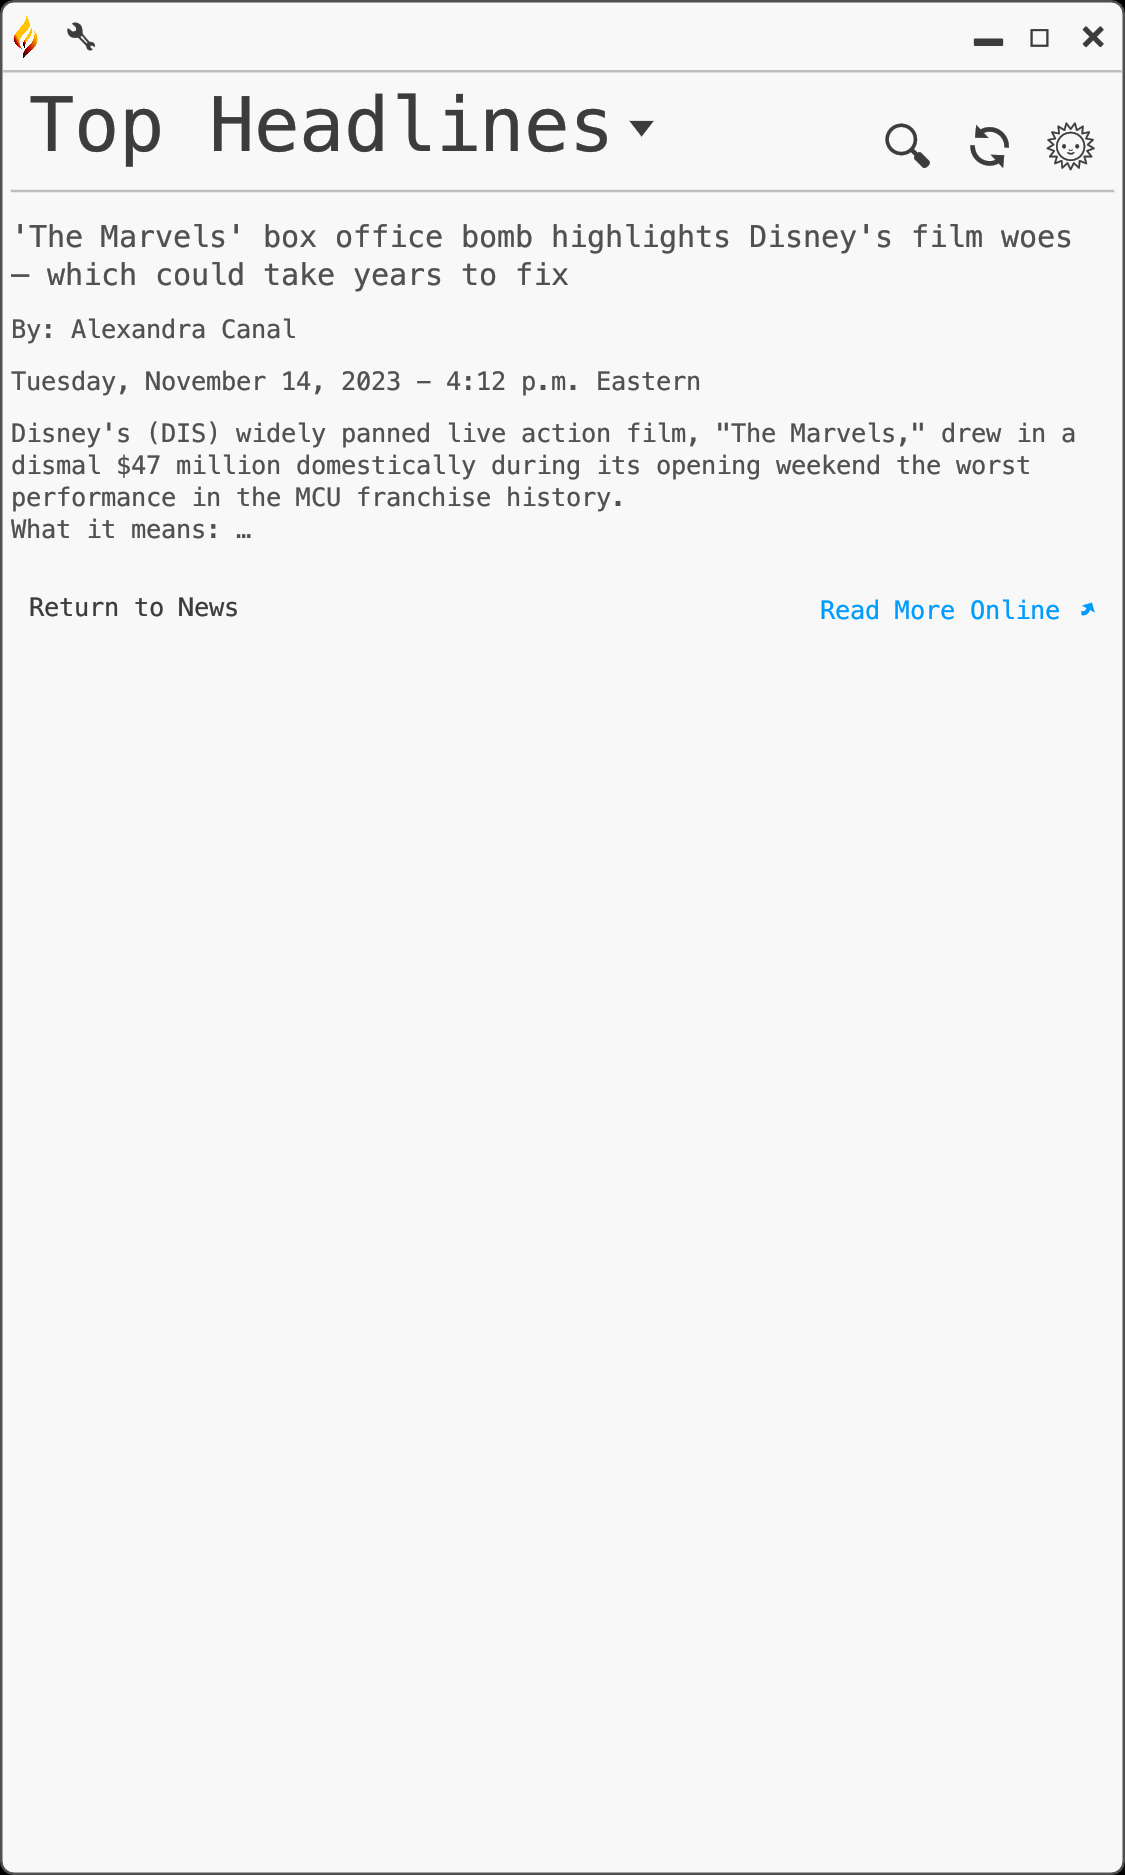 Top Headlines
'The Marvels' box office bomb highlights Disney's film woes
— which could take years to fix
By: Alexandra Canal
Tuesday, November 14, 2023 — 4:12 p.m. Eastern
Disney's (DIS) widely panned live action film, "The Marvels," drew in a
dismal $47 million domestically during its opening weekend the worst
performance in the MCU franchise history.
What it means: …
Return to News
Read More Online